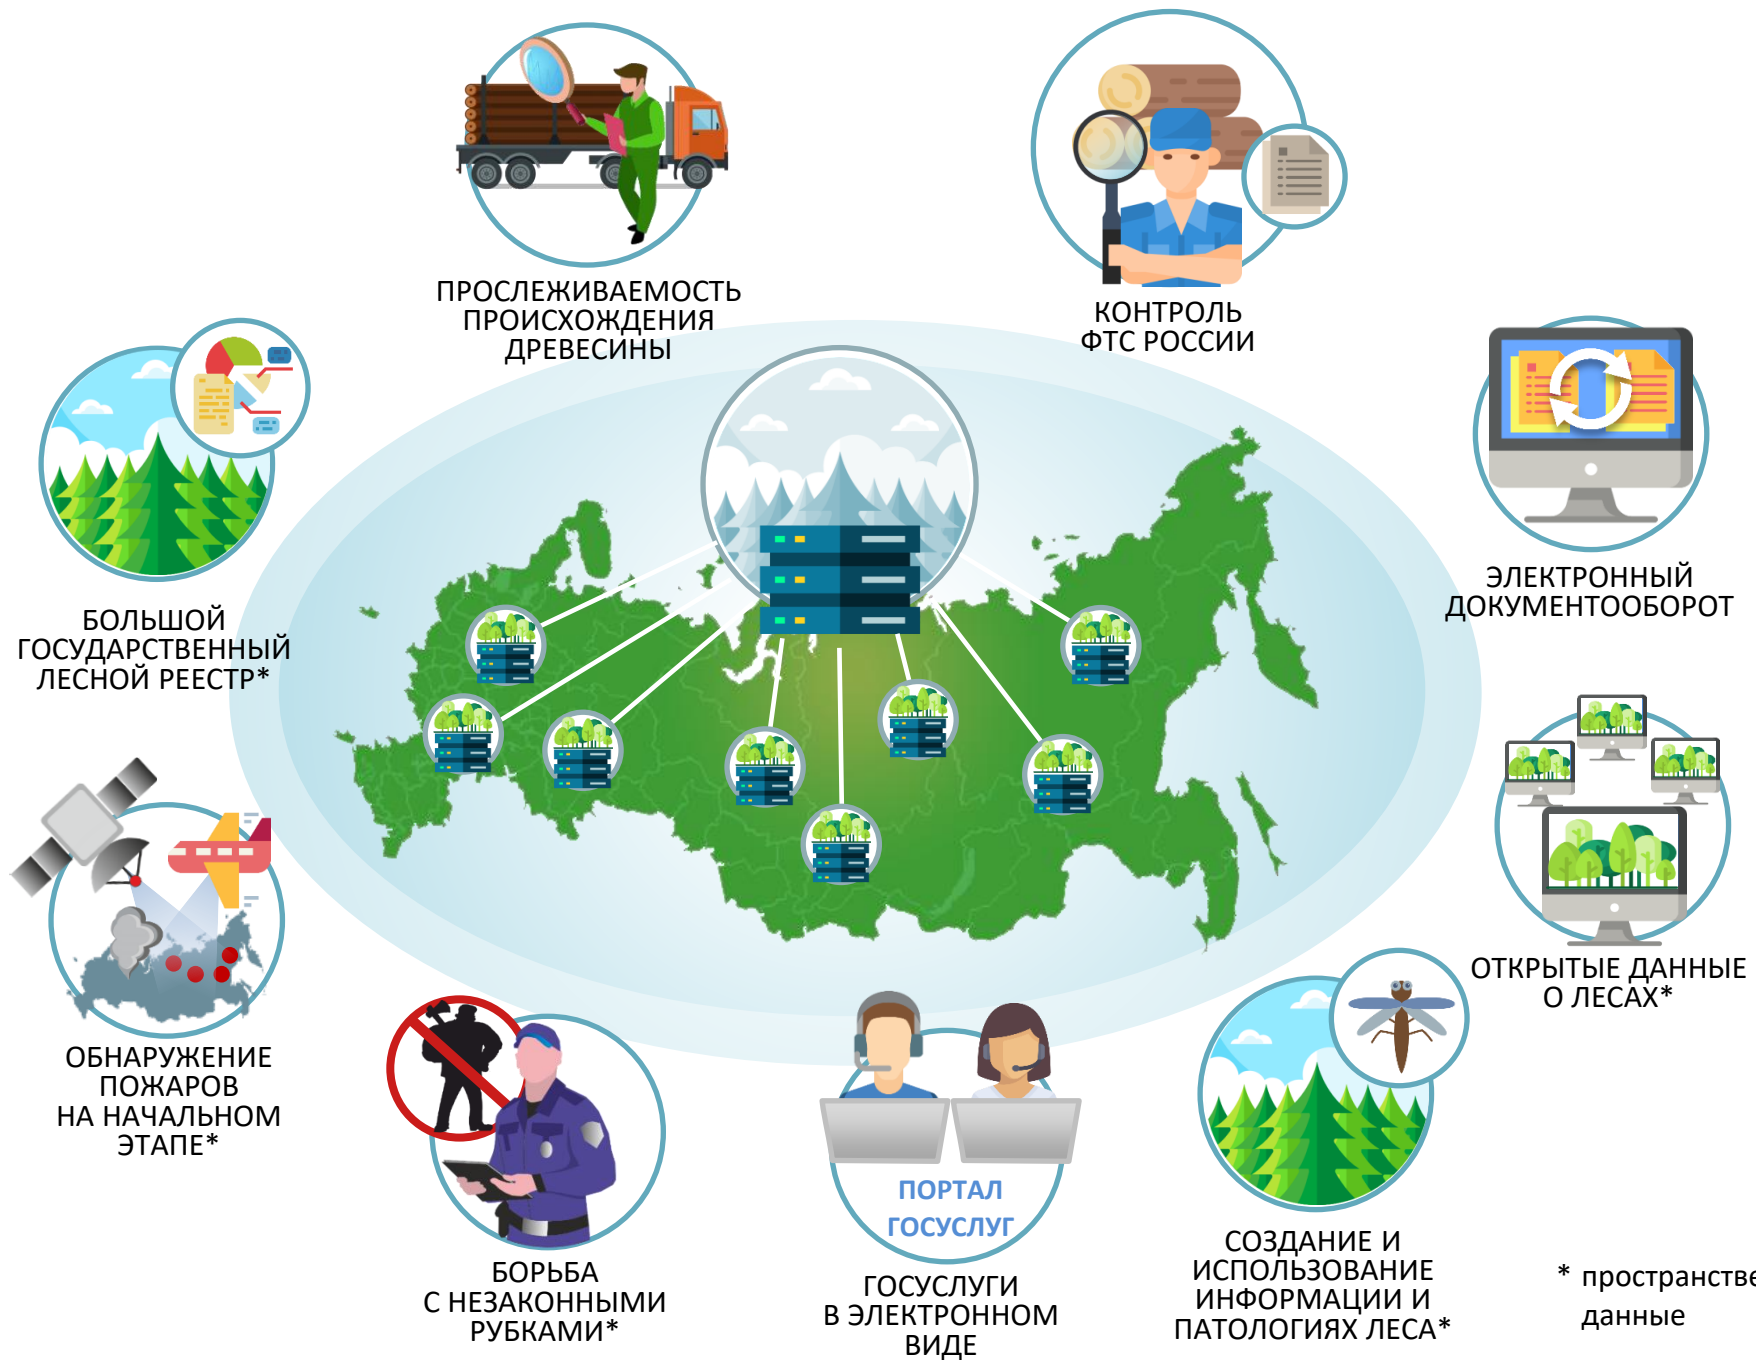 ПРОСЛЕЖИВАЕМОСТЬ
ПРОИСХОЖДЕНИЯ
ДРЕВЕСИНЫ
КОНТРОЛЬ
ФТС РОССИИ
БОЛЬШОЙ
ГОСУДАРСТВЕННЫЙ
ЛЕСНОЙ РЕЕСТР*
ЭЛЕКТРОННЫЙ
ДОКУМЕНТООБОРОТ
ОБНАРУЖЕНИЕ
ПОЖАРОВ
НА НАЧАЛЬНОМ
ЭТАПЕ*
ОТКРЫТЫЕ ДАННЫЕ
О ЛЕСАХ*
БОРЬБА
С НЕЗАКОННЫМИ
РУБКАМИ*
ПОРТАЛ
ГОСУСЛУГ
ГОСУСЛУГИ
В ЭЛЕКТРОННОМ
ВИДЕ
СОЗДАНИЕ И
ИСПОЛЬЗОВАНИЕ
ИНФОРМАЦИИ И
ПАТОЛОГИЯХ ЛЕСА*
* пространстве
данные